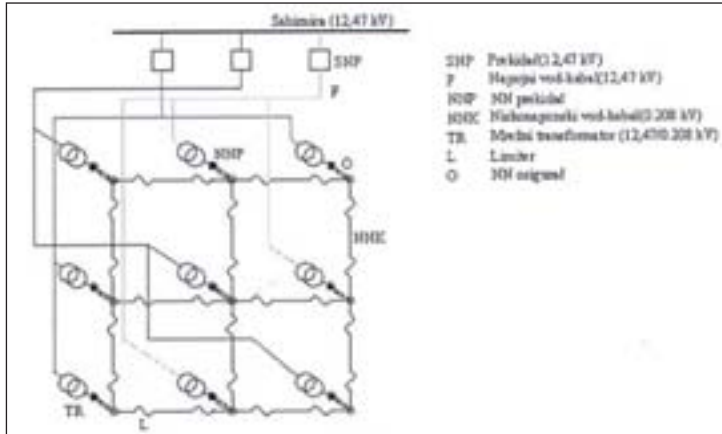 Sabirnica (12,47 kV)
SNP
F
NNP
O
NNK
TR
L
SNP Prekidač(12,47 kV)
F Napojni vod-kabel(12,47 kV)
NNP NN prekidač
NNK Niskonaponski vod-kabel(0.208 kV)
TR Mrežni transformator (12,47/0.208 kV)
L Limiter
O NN osigurač